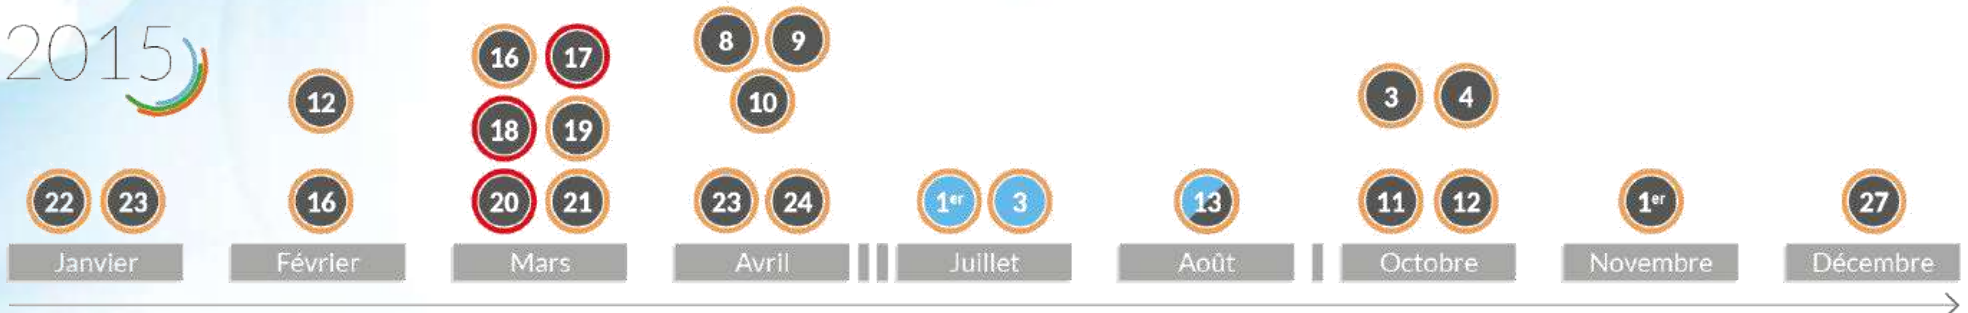 2015
22 23
Janvier
12
16
Février
16 17
18 19
20 21
Mars
8 9
10
23 24
Avril
1er 3
Juillet
13
Août
3 4
11 12
Octobre
1er
Novembre
27
Décembre